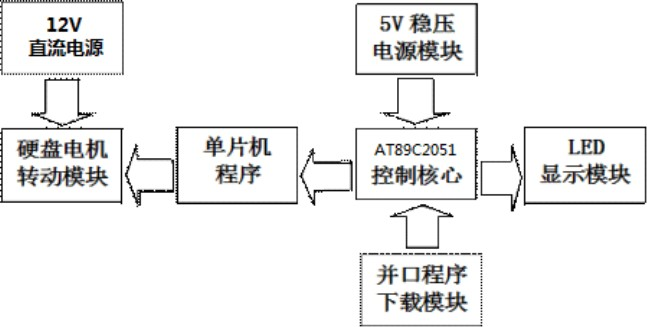 12V
直流电源
5V 稳压
电源模块
硬盘电机
转动模块
单片机
程序
AT89C2051
控制核心
LED
显示模块
并口程序
下载模块